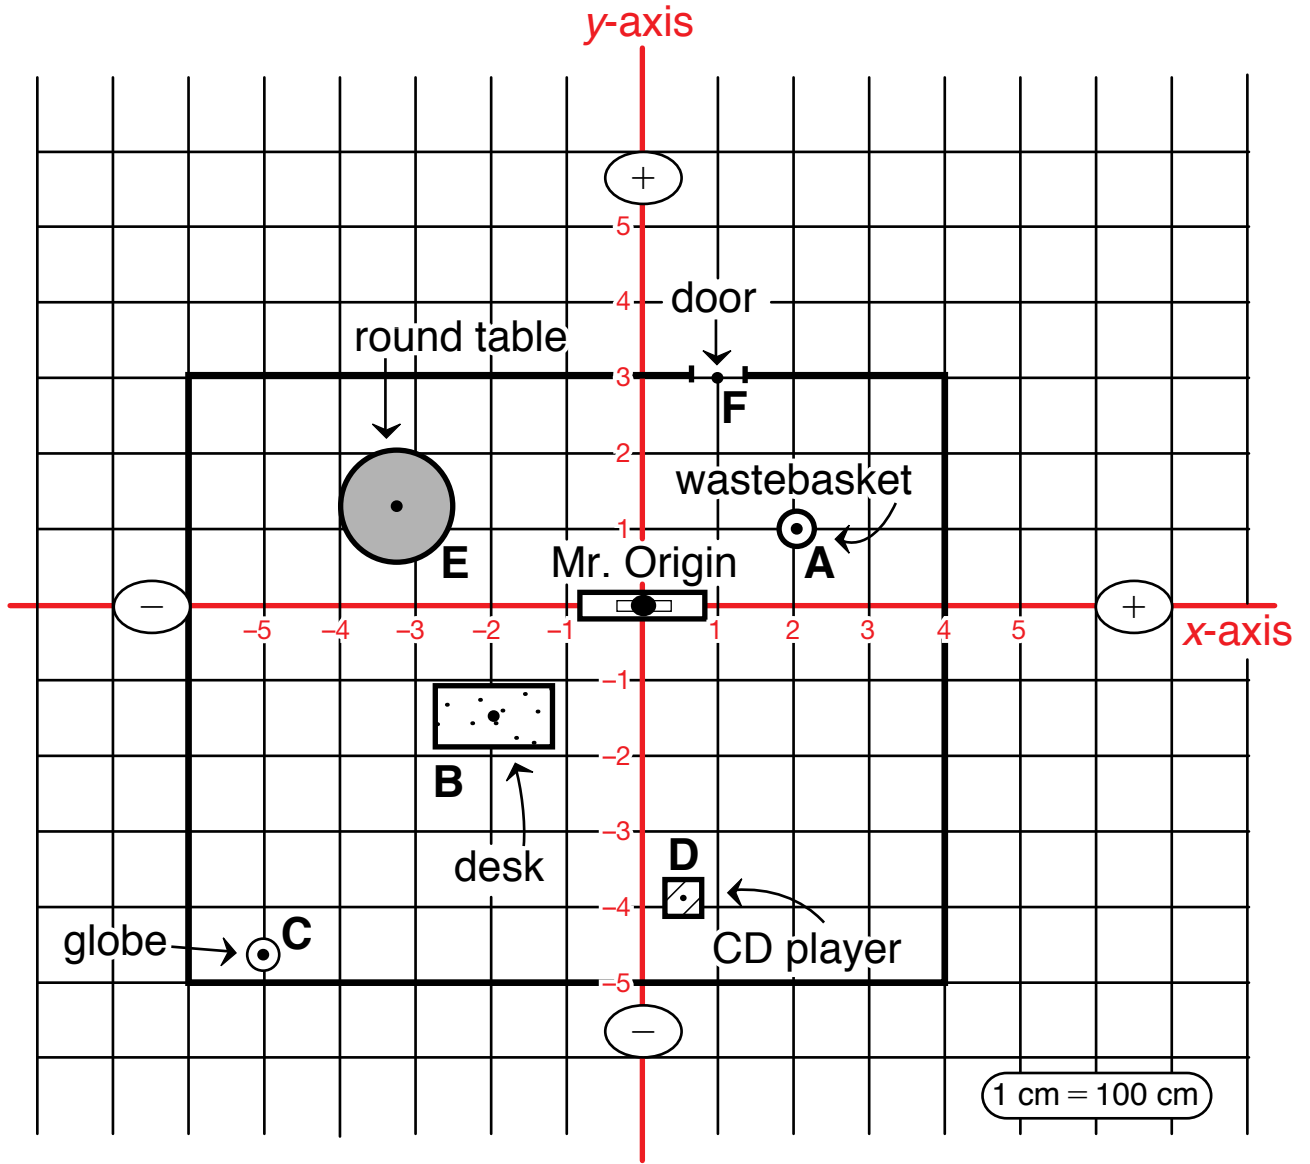 y-axis
+
5
door
4
round table
3
F
2
wastebasket
1
E
Mr. Origin
A
−
+
−5 −4 −3 −2 −1 1 2 3 4 5
x-axis
−1
−2
B
−3
desk
D
−4
C
globe
CD player
−5
−
1 cm = 100 cm